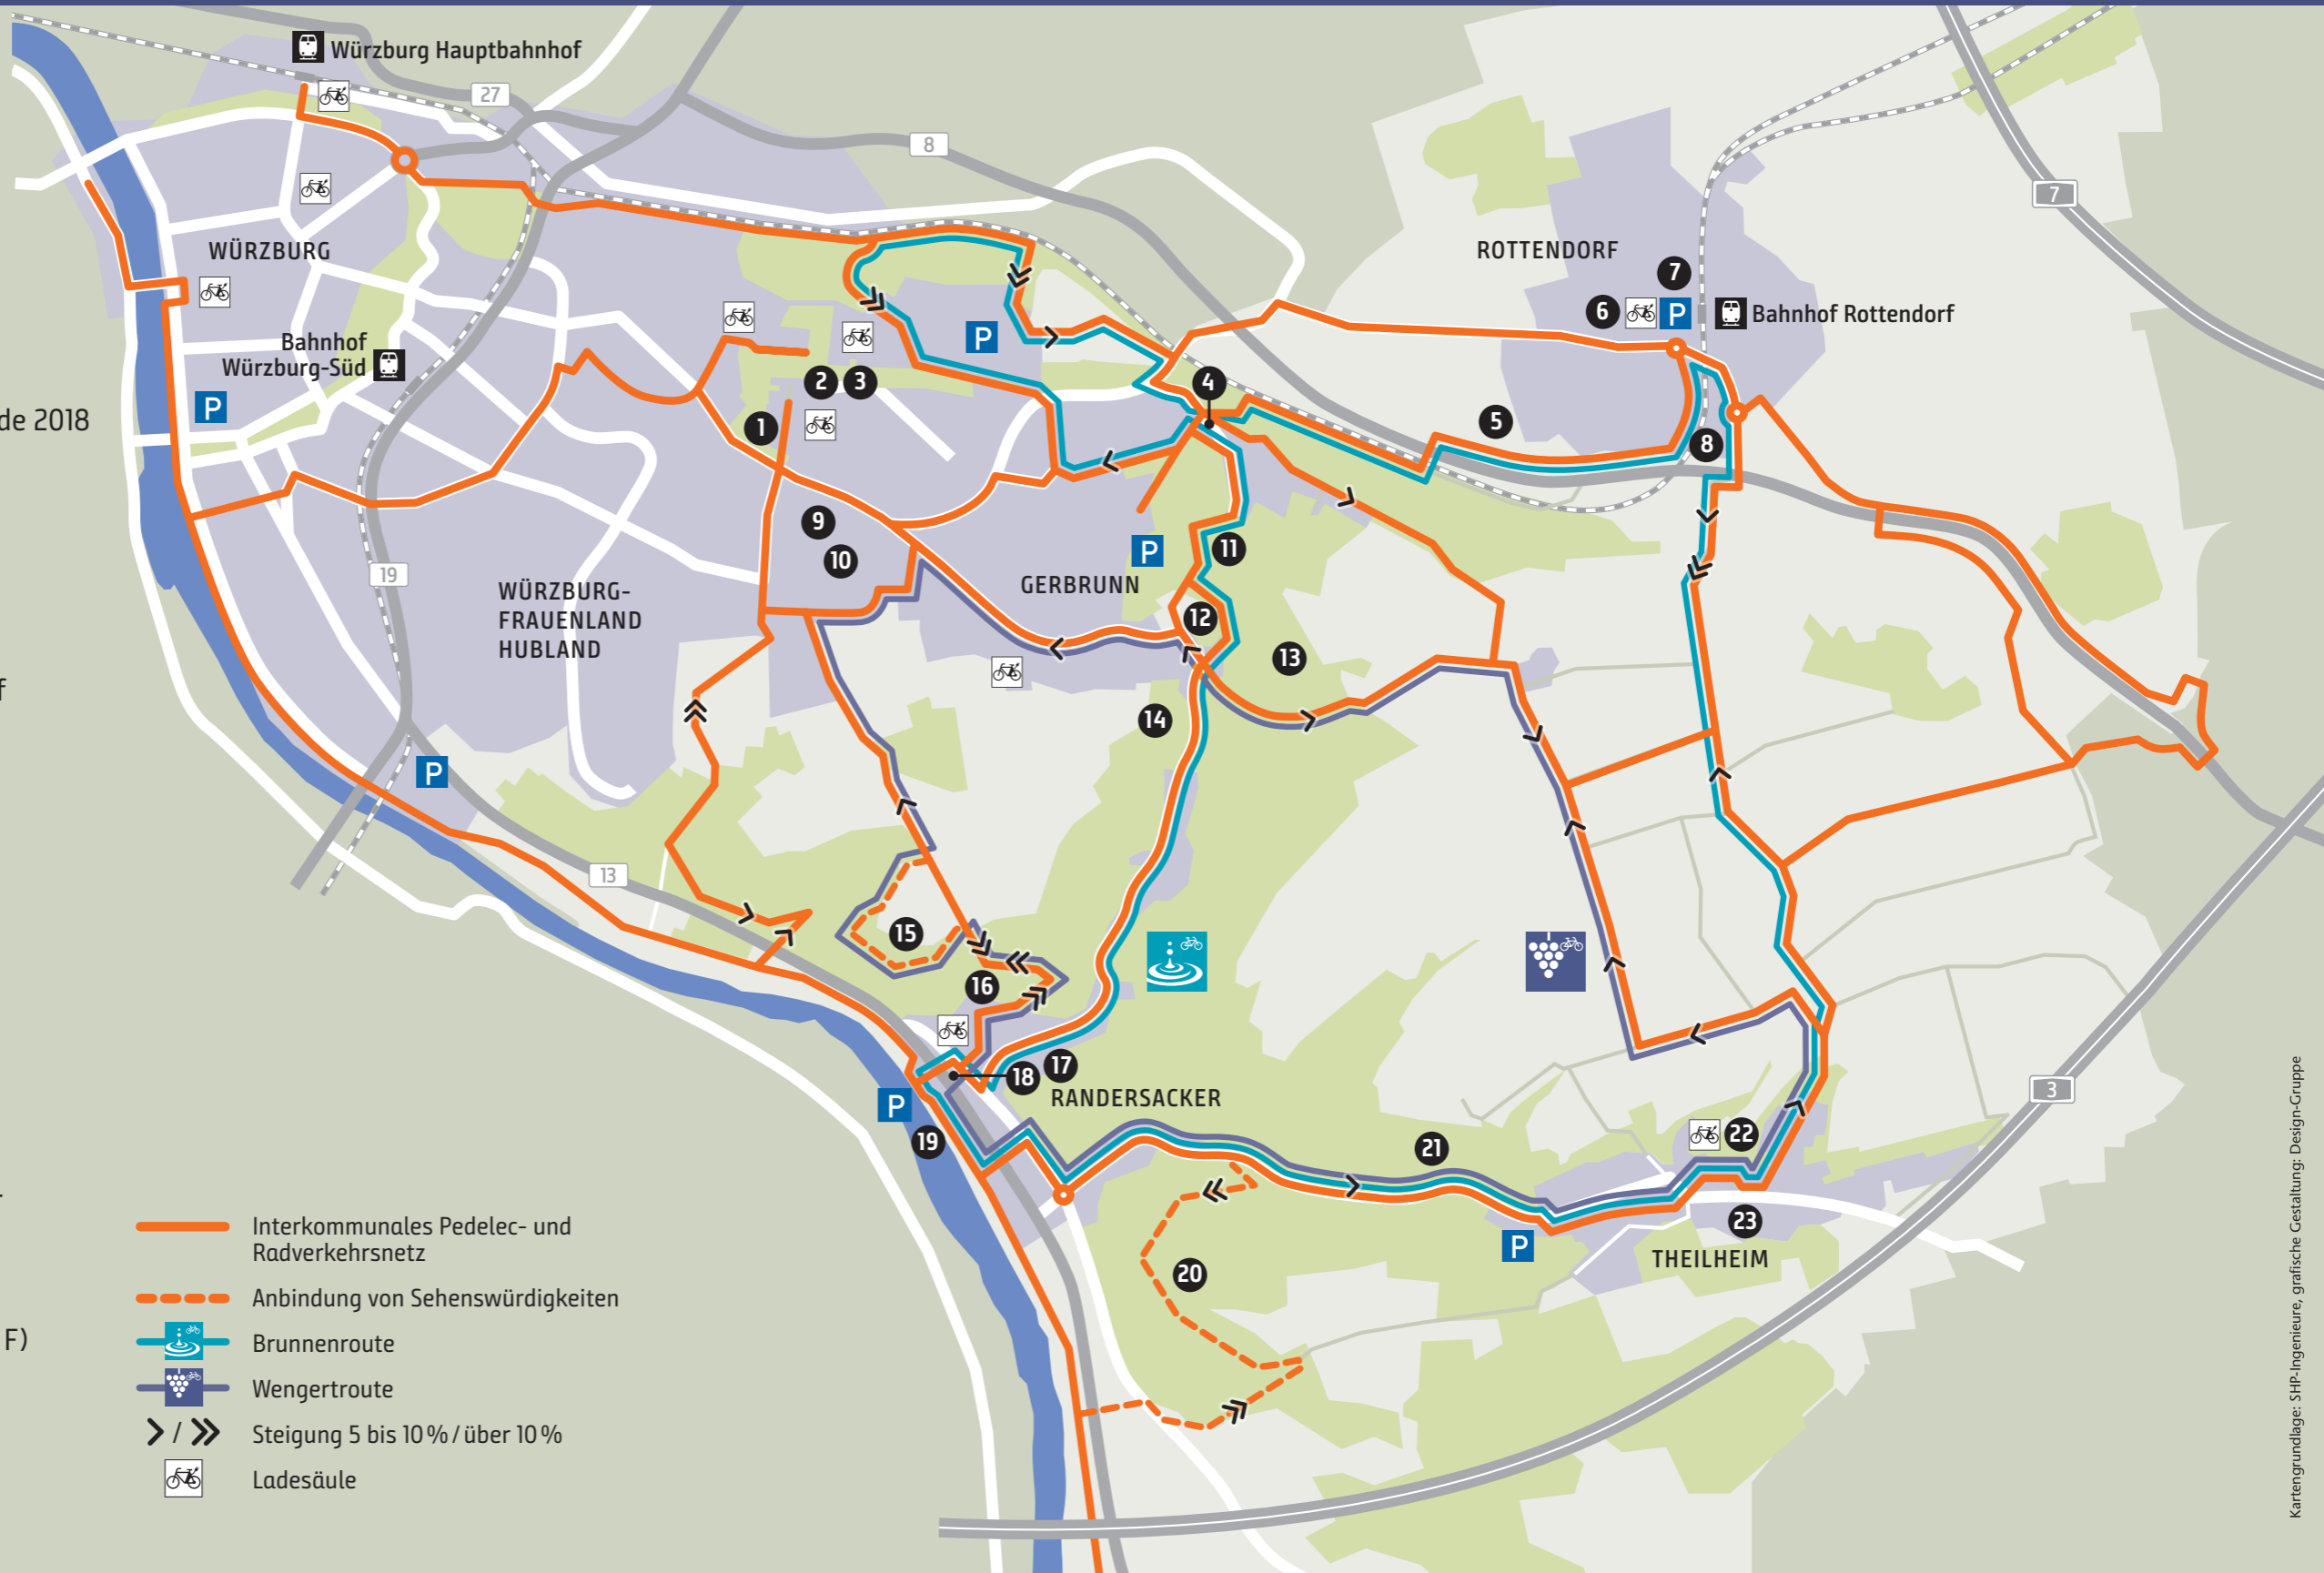 Würzburg Hauptbahnhof
27
8
7
WÜRZBURG
ROTTENDORF
7
6
P
Bahnhof Rottendorf
Bahnhof
Würzburg-Süd
P
P
2
3
4
de 2018
1
5
8
9
10
11
P
19
GERBRUNN
WÜRZBURG-
FRAUENLAND
HUBLAND
12
13
f
14
P
13
15
16
17
18
RANDERSACKER
P
19
3
21
22
23
P
THEILHEIM
20
Interkommunales Pedelec- und
Radverkehrsnetz
Anbindung von Sehenswürdigkeiten
F)
Brunnenroute
Wengertroute
/
Steigung 5 bis 10 % / über 10 %
Ladesäule
Kartengrundlage: SHP-Ingenieure, grafische Gestaltung: Design-Gruppe